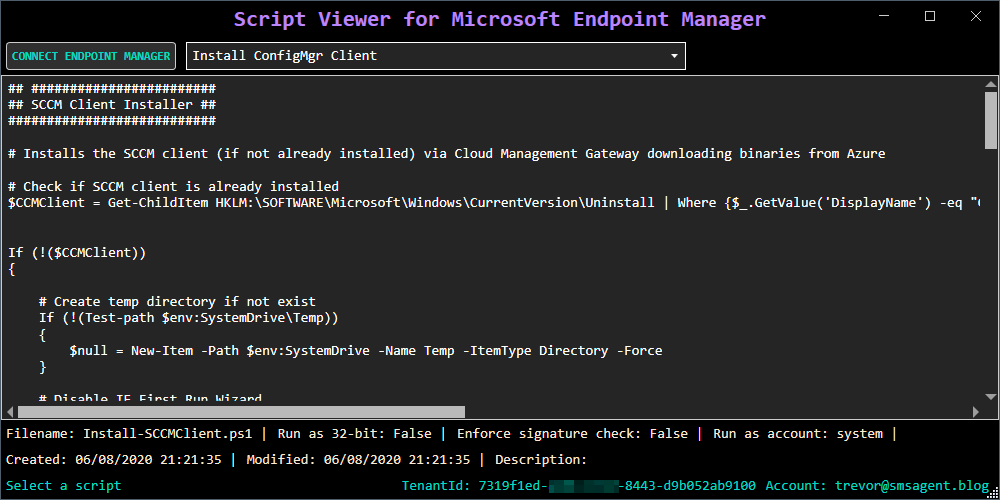 Script Viewer for Microsoft Endpoint Manager
CONNECT ENDPOINT MANAGER
Install ConfigMgr Client
## ########################
## SCCM Client Installer ##
###########################
# Installs the SCCM client (if not already installed) via Cloud Management Gateway downloading binaries from Azure
# Check if SCCM client is already installed
$CCMClient = Get-ChildItem HKLM:\SOFTWARE\Microsoft\Windows\CurrentVersion\Uninstall | Where {$_.GetValue('DisplayName') -eq "
If (!($CCMClient))
{
# Create temp directory if not exist
If (!(Test-path $env:SystemDrive\Temp))
{
$null = New-Item -Path $env:SystemDrive -Name Temp -ItemType Directory -Force
}
# Disable IE First Run Wizard
Filename: Install-SCCMClient.ps1 | Run as 32-bit: False | Enforce signature check: False | Run as account: system |
Created: 06/08/2020 21:21:35 | Modified: 06/08/2020 21:21:35 | Description:
Select a script
TenantId: 7319f1ed- -8443-d9b052ab9100 Account: trevor@smsagent.blog